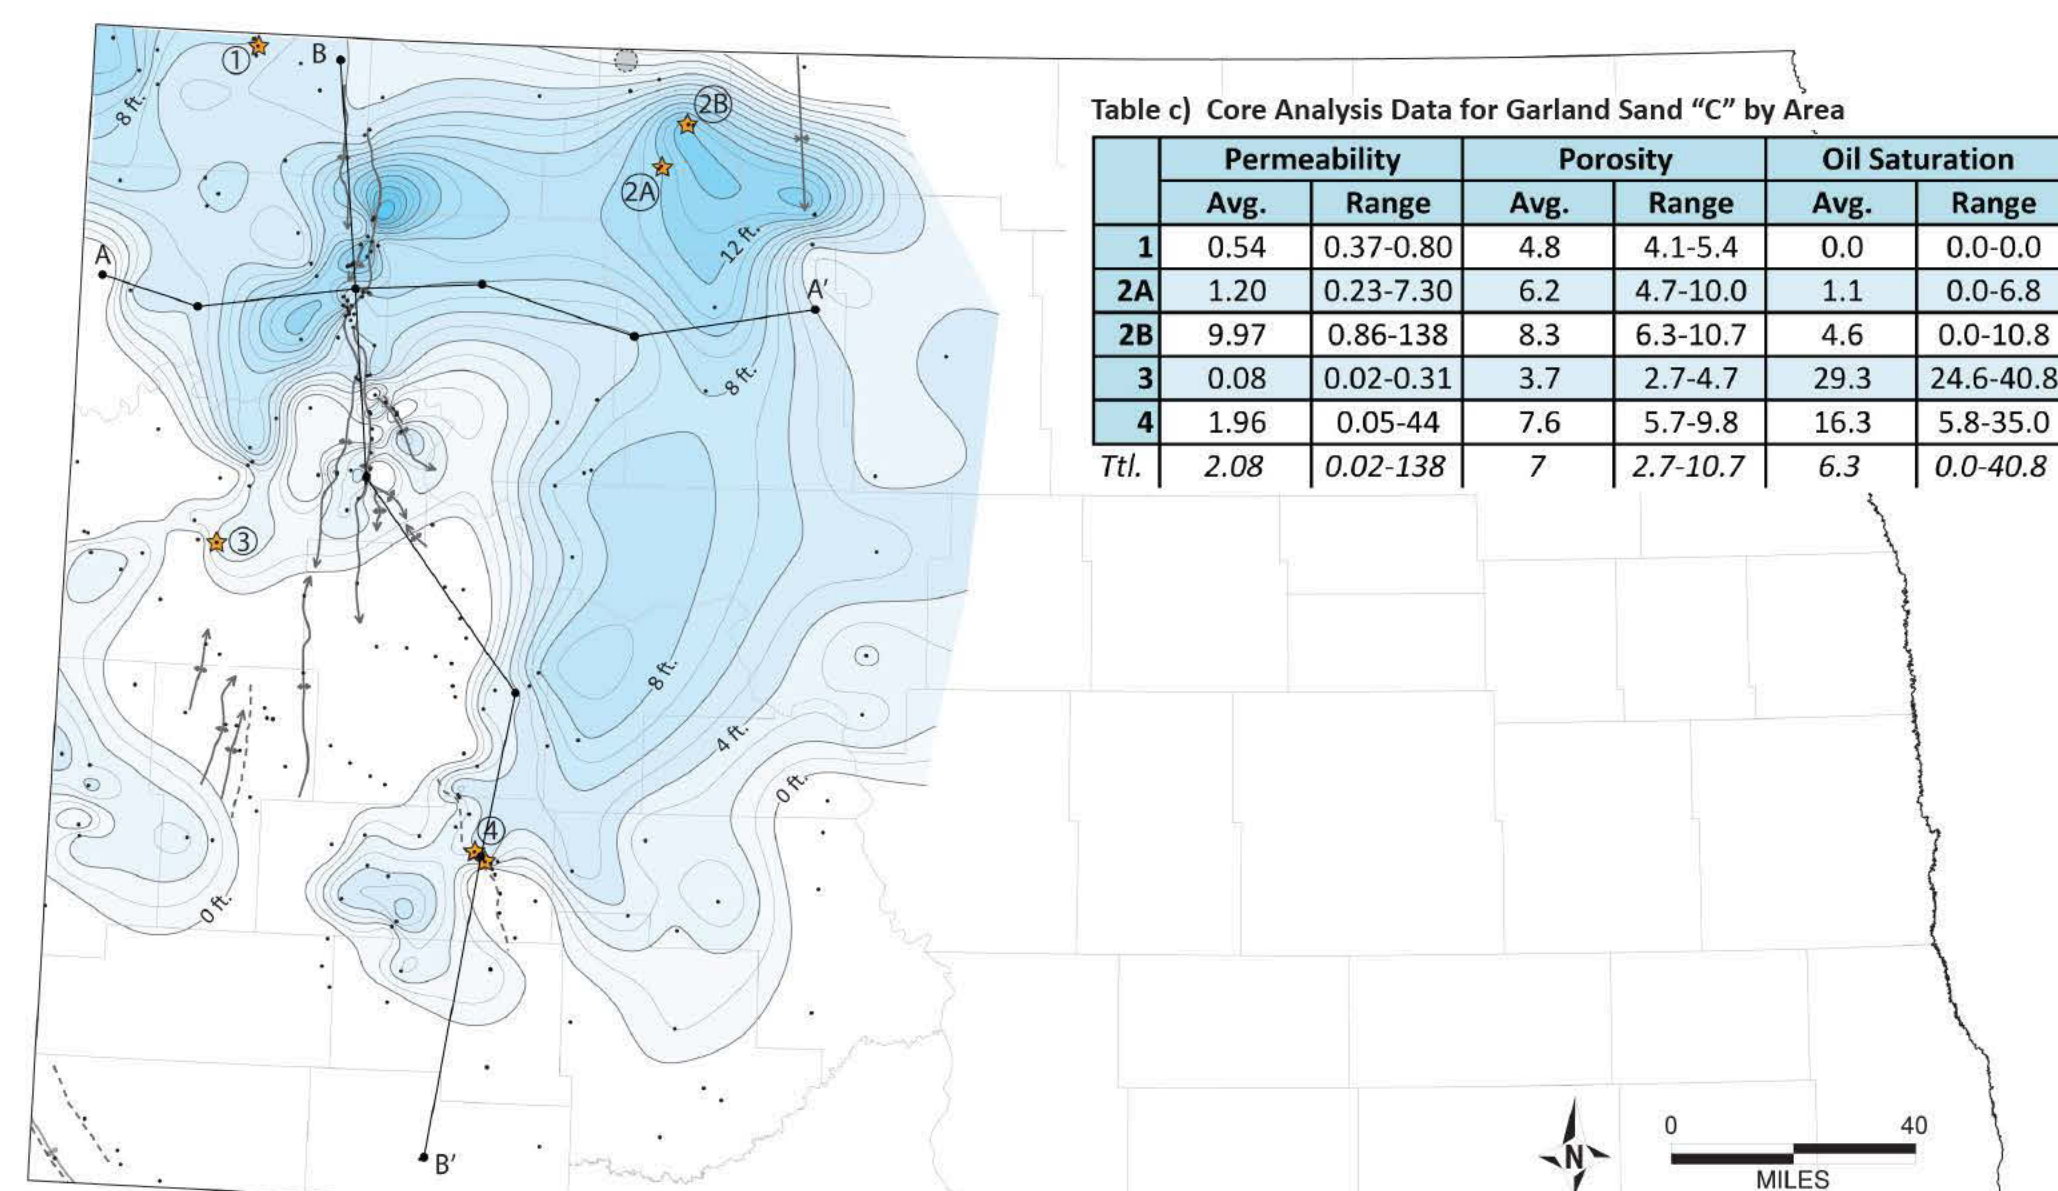 1
B
2B
8 ft.
2A
12 ft.
A
A'
8 ft.
3
8 ft.
4 ft.
0 ft.
4
0 ft.
B'
Table c) Core Analysis Data for Garland Sand “C” by Area
Permeability Porosity Oil Saturation
Avg. Range Avg. Range Avg. Range
1 0.54 0.37-0.80 4.8 4.1-5.4 0.0 0.0-0.0
2A 1.20 0.23-7.30 6.2 4.7-10.0 1.1 0.0-6.8
2B 9.97 0.86-138 8.3 6.3-10.7 4.6 0.0-10.8
3 0.08 0.02-0.31 3.7 2.7-4.7 29.3 24.6-40.8
4 1.96 0.05-44 7.6 5.7-9.8 16.3 5.8-35.0
Ttl. 2.08 0.02-138 7 2.7-10.7 6.3 0.0-40.8
N
0 40
MILES